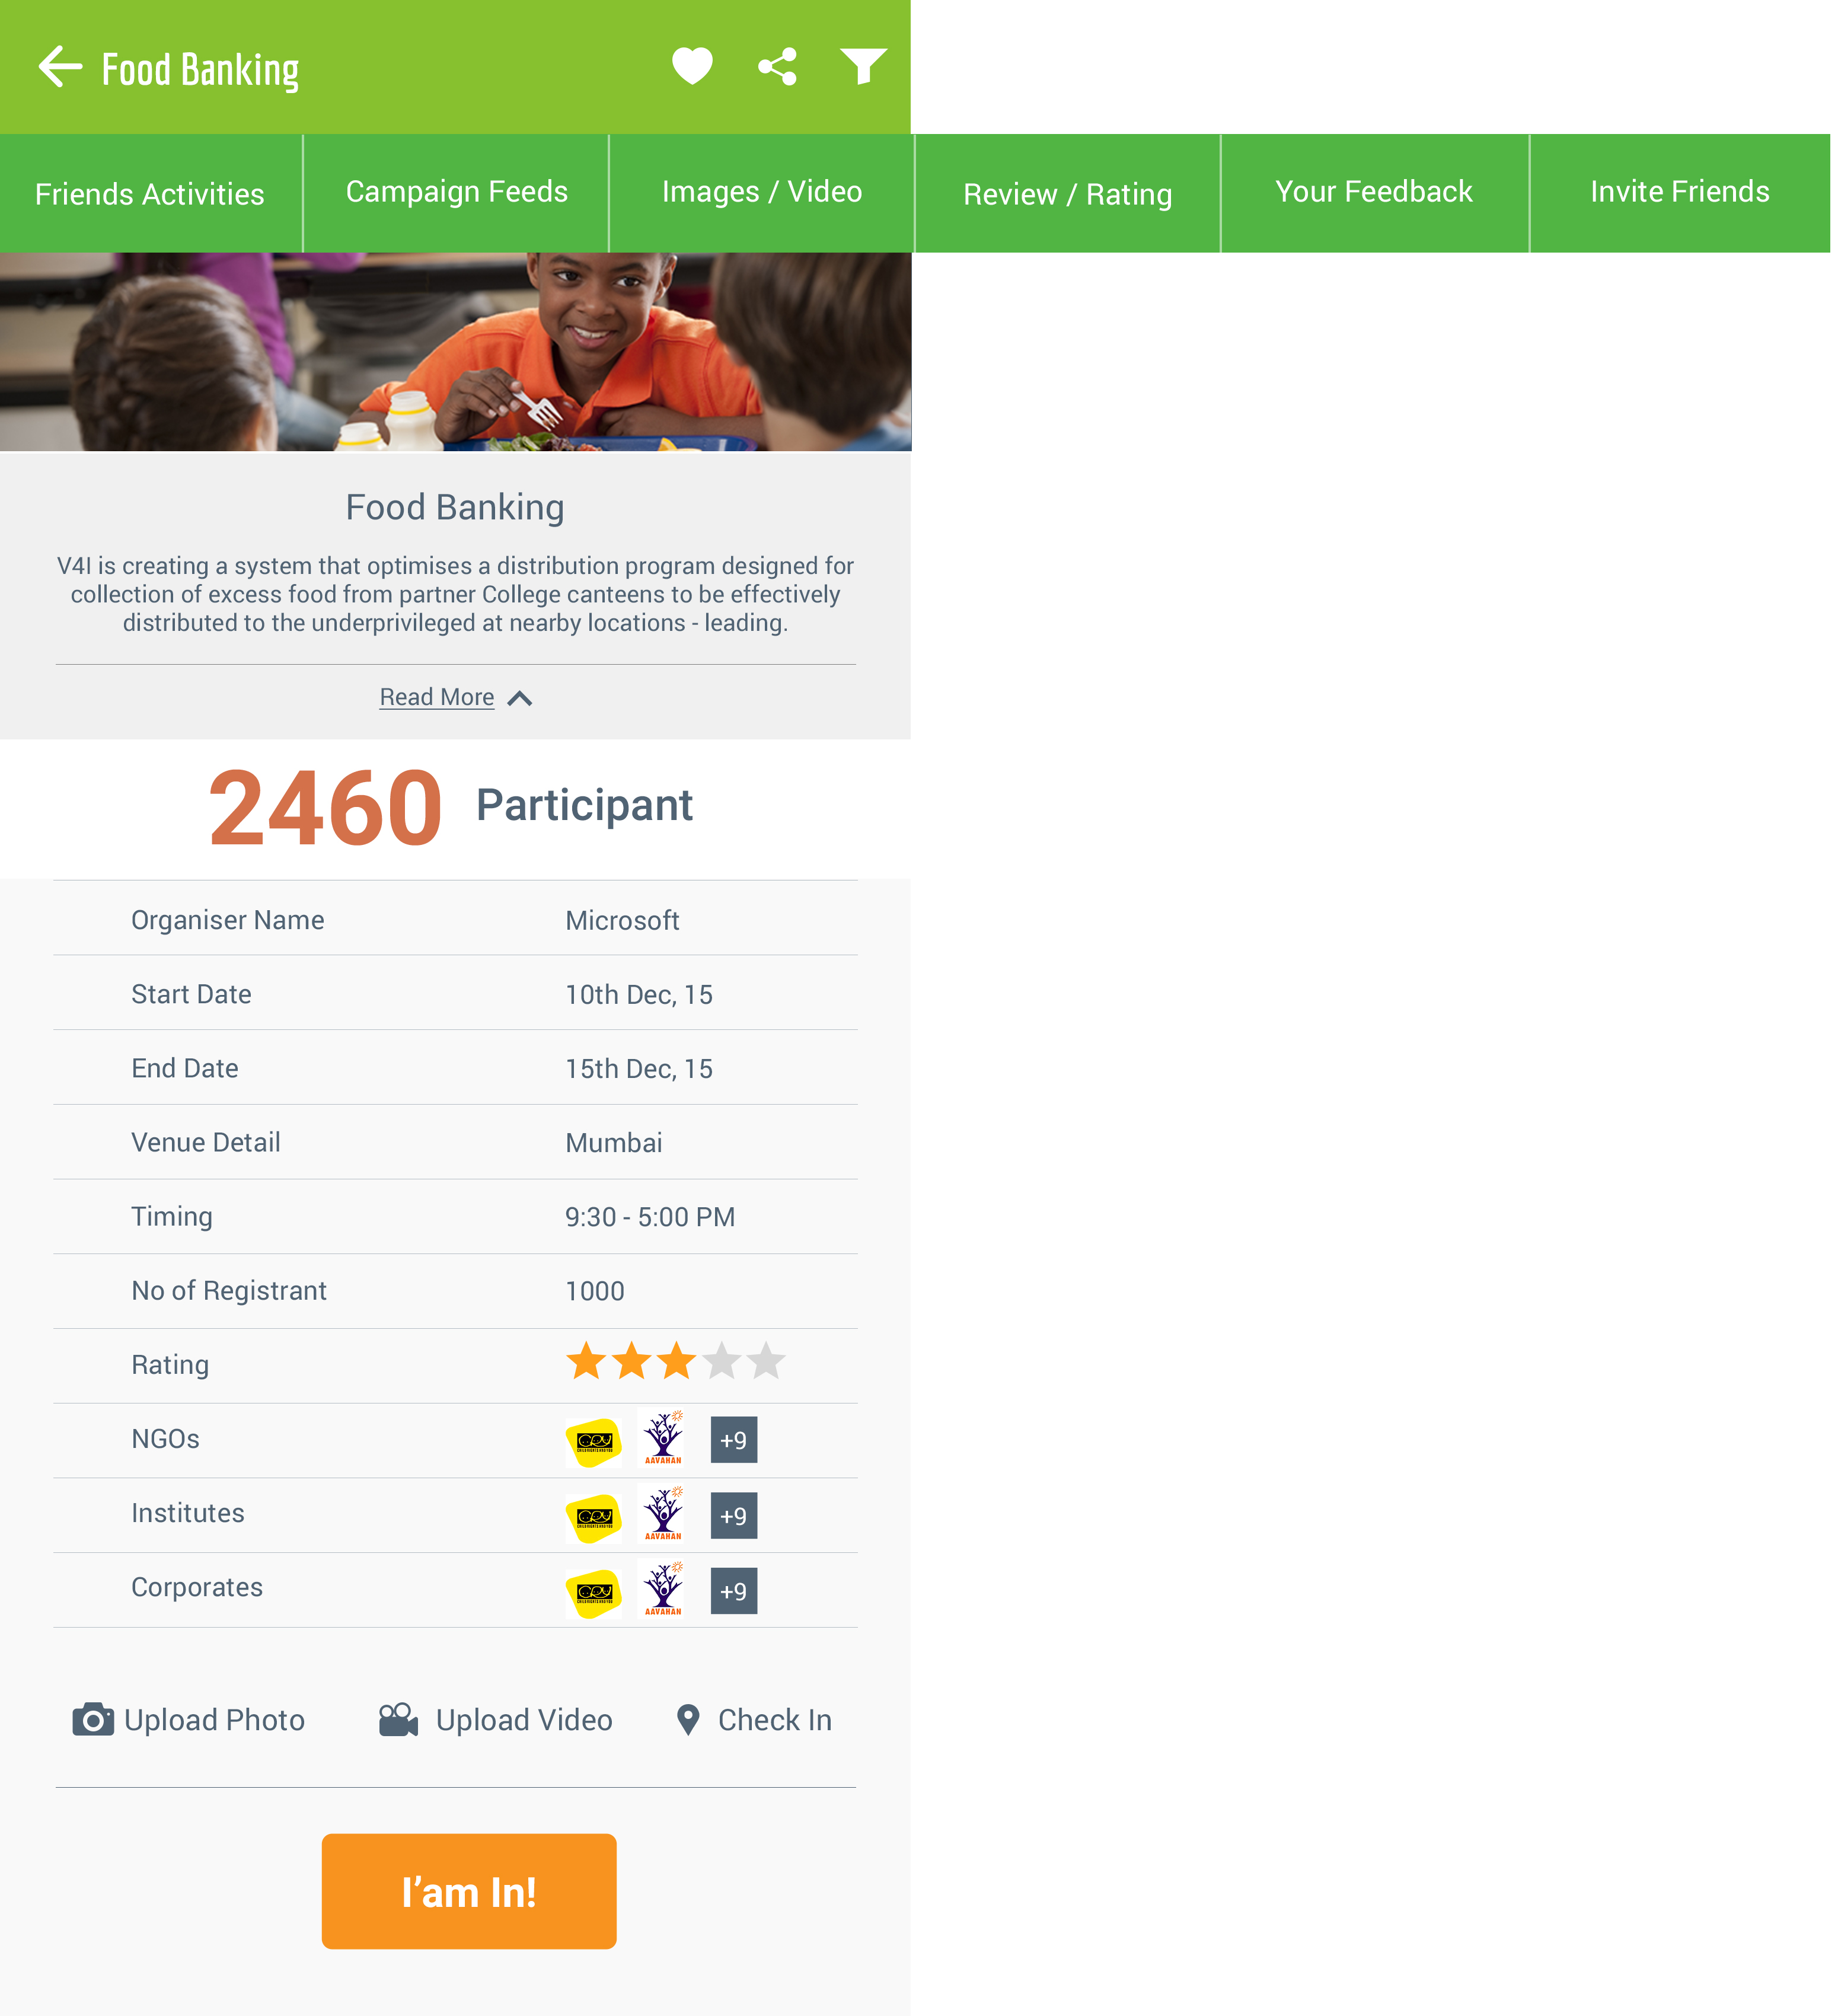 Food Banking
Friends Activities
Campaign Feeds
Images / Video
Review / Rating
Your Feedback
Invite Friends
Food Banking
V4I is creating a system that optimises a distribution program designed for
collection of excess food from partner College canteens to be effectively
distributed to the underprivileged at nearby locations - leading.
Read More
2460 Participant
Organiser Name Microsoft
Start Date 10th Dec, 15
End Date 15th Dec, 15
Venue Detail Mumbai
Timing 9:30 - 5:00 PM
No of Registrant 1000
Rating
NGOs CRY AAVAHAN +9
Institutes CRY AAVAHAN +9
Corporates CRY AAVAHAN +9
Upload Photo Upload Video Check In
I’am In!